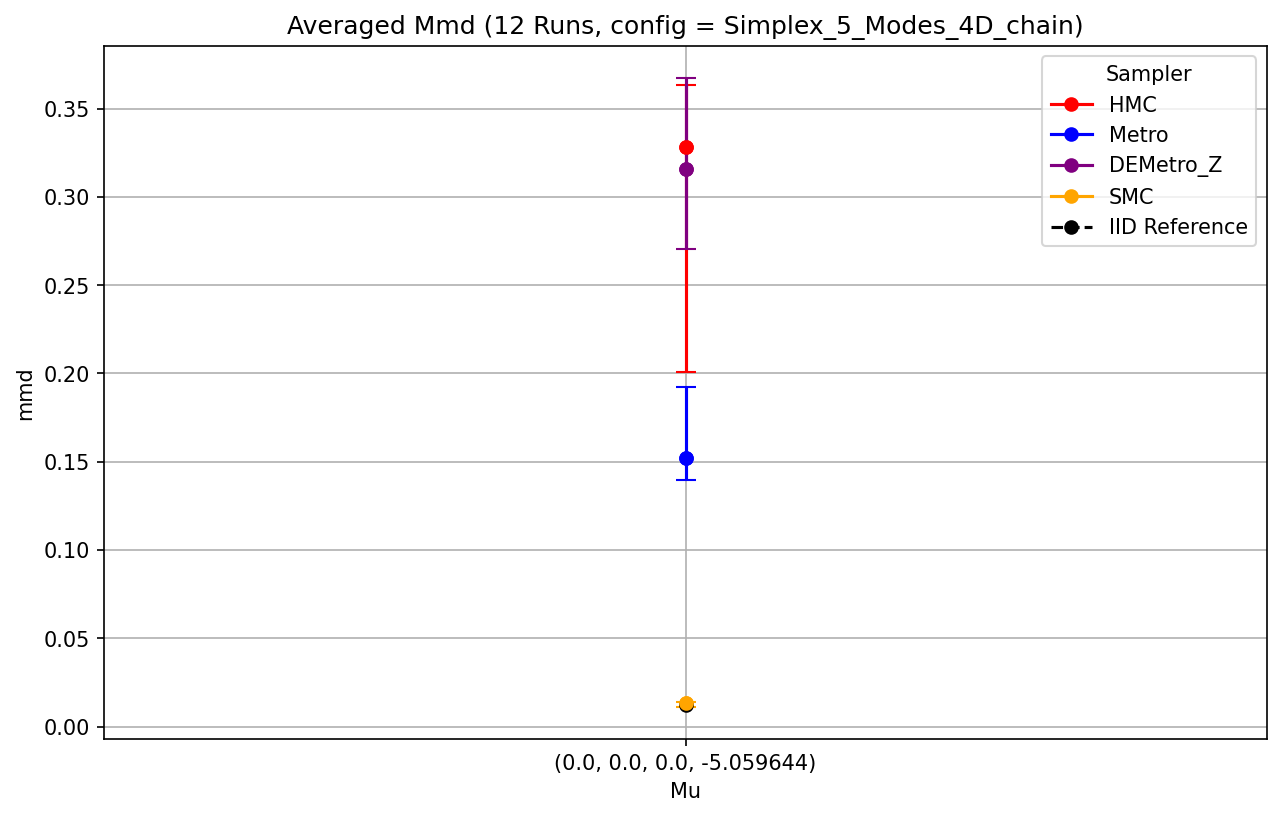 Averaged Mmd (12 Runs, config = Simplex_5_Modes_4D_chain)
Sampler
HMC
Metro
DEMetro_Z
SMC
IID Reference
mmd
0.35
0.30
0.25
0.20
0.15
0.10
0.05
0.00
(0.0, 0.0, 0.0, -5.059644)
Mu